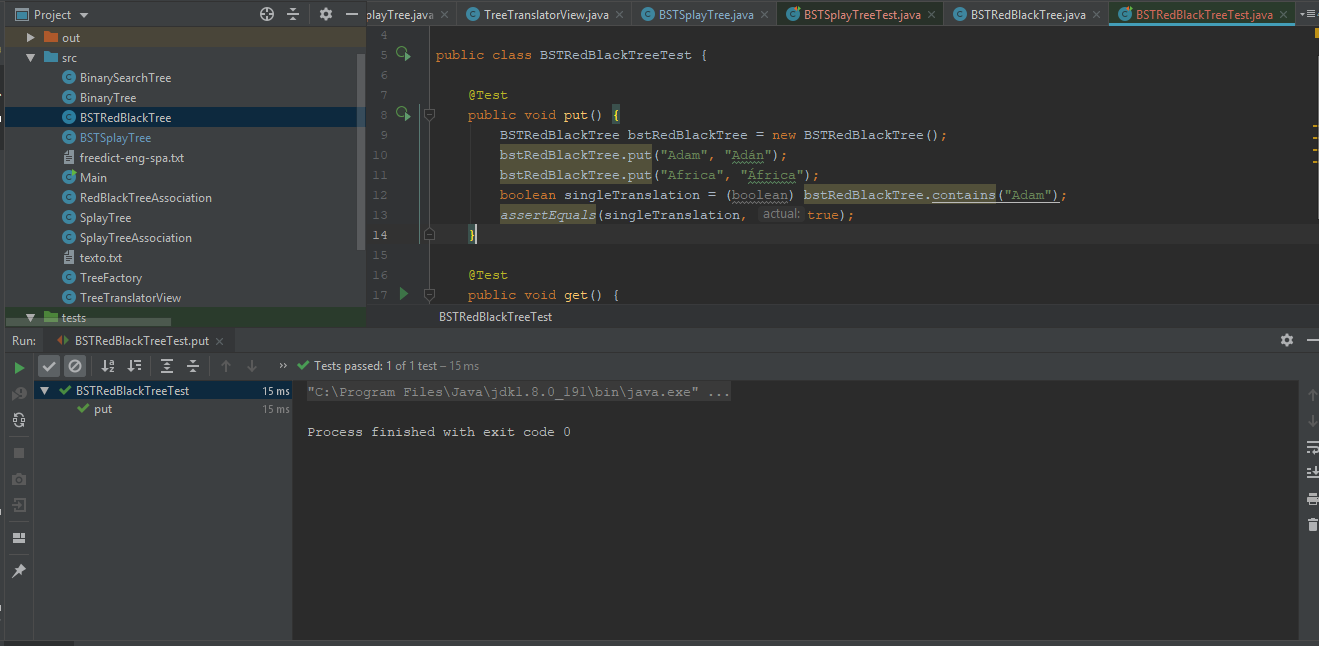 Project
playTree.java
TreeTranslatorView.java
BSTSplayTree.java
BSTSplayTreeTest.java
BSTRedBlackTree.java
BSTRedBlackTreeTest.java
out
src
BinarySearchTree
BinaryTree
BSTRedBlackTree
BSTSplayTree
freedict-eng-spa.txt
Main
RedBlackTreeAssociation
SplayTree
SplayTreeAssociation
texto.txt
TreeFactory
TreeTranslatorView
tests
4
5 public class BSTRedBlackTreeTest {
6
7 @Test
8 public void put() {
9 BSTRedBlackTree bstRedBlackTree = new BSTRedBlackTree();
10 bstRedBlackTree.put("Adam", "Adán");
11 bstRedBlackTree.put("Africa", "África");
12 boolean singleTranslation = (boolean) bstRedBlackTree.contains("Adam");
13 assertEquals(singleTranslation, actual: true);
14 }
15
16 @Test
17 public void get() {
BSTRedBlackTreeTest
Run: BSTRedBlackTreeTest.put
Tests passed: 1 of 1 test – 15 ms
BSTRedBlackTreeTest 15 ms
put 15 ms
"C:\Program Files\Java\jdk1.8.0_191\bin\java.exe" ...
Process finished with exit code 0